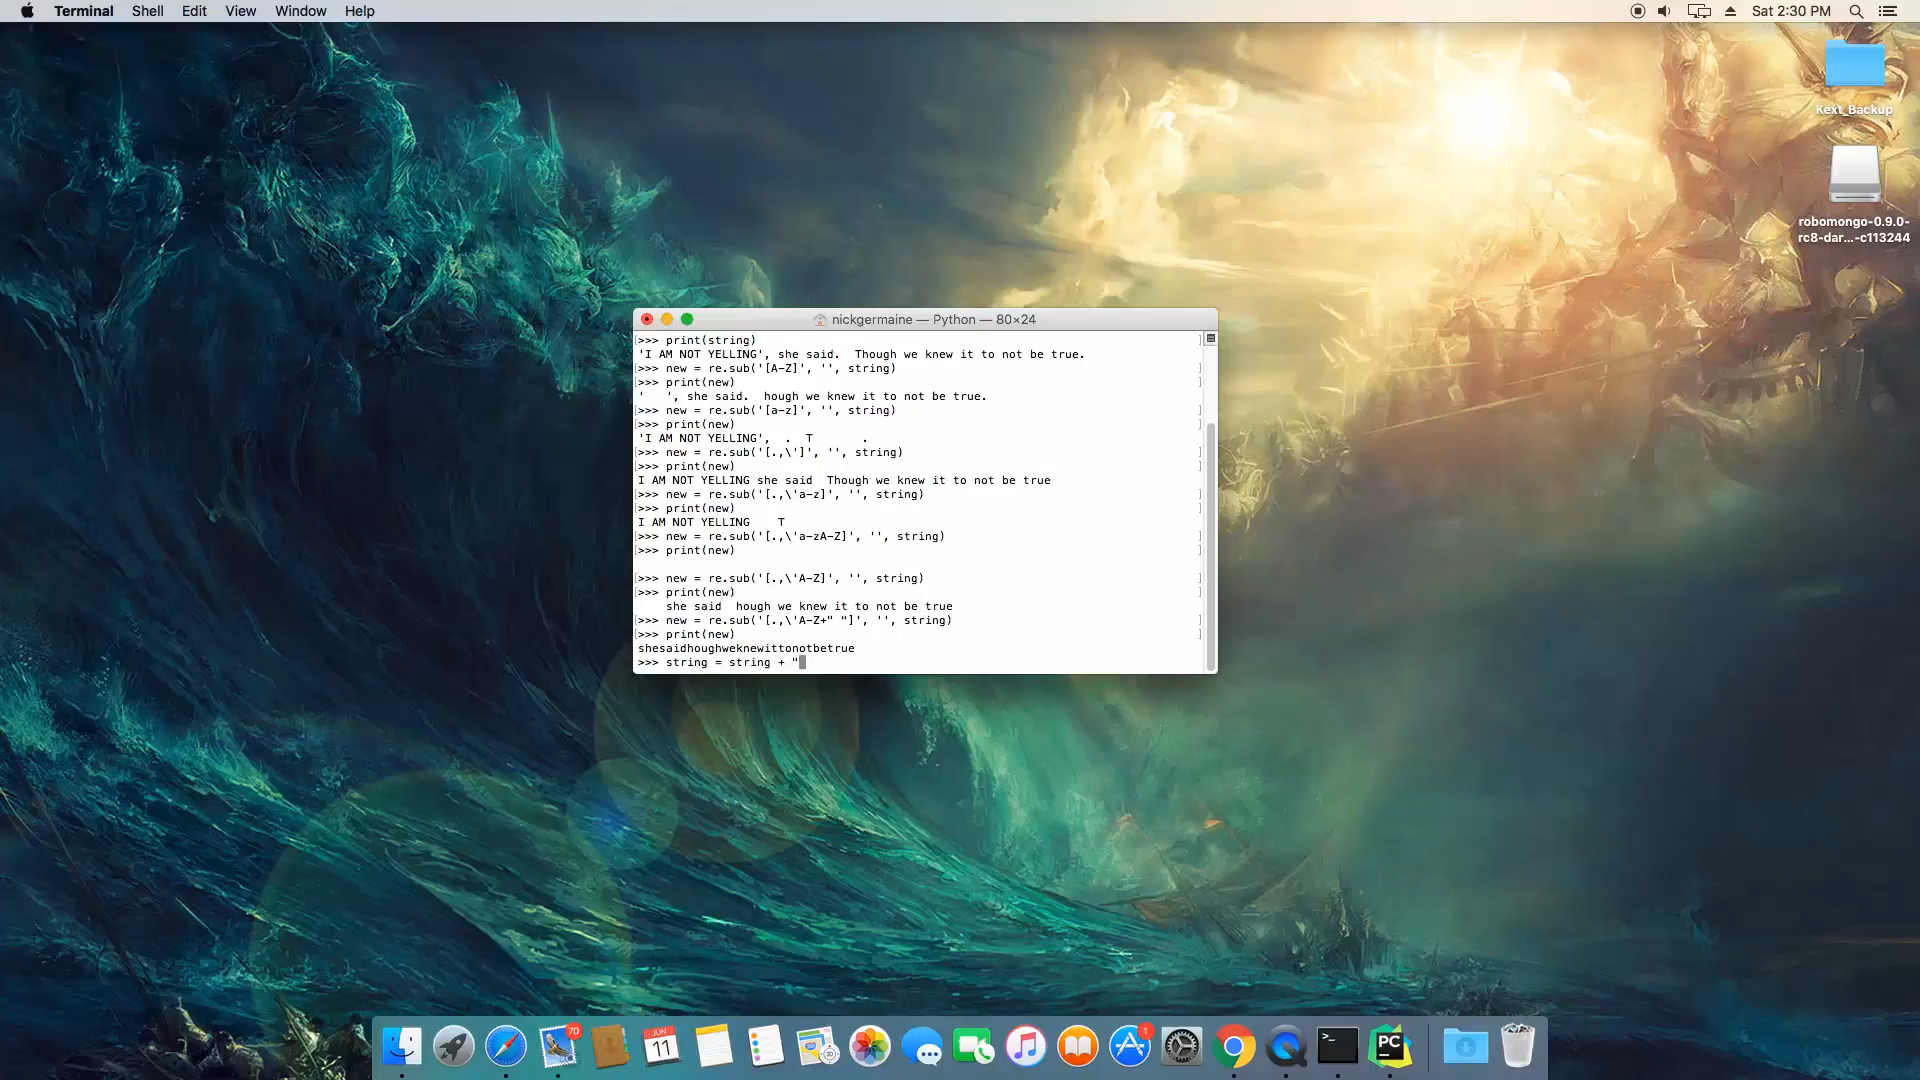 Terminal Shell Edit View Window Help Sat 2:30 PM
Kext_Backup
robomongo-0.9.0-
rc8-dar...-c113244
nickgermaine — Python — 80×24
>>> print(string)
'I AM NOT YELLING', she said.  Though we knew it to not be true.
>>> new = re.sub('[A-Z]', '', string)
>>> print(new)
'   ', she said.  hough we knew it to not be true.
>>> new = re.sub('[a-z]', '', string)
>>> print(new)
'I AM NOT YELLING',  .  T       .
>>> new = re.sub('[.,\']', '', string)
>>> print(new)
I AM NOT YELLING she said  Though we knew it to not be true
>>> new = re.sub('[.,\'a-z]', '', string)
>>> print(new)
I AM NOT YELLING    T
>>> new = re.sub('[.,\'a-zA-Z]', '', string)
>>> print(new)
>>> new = re.sub('[.,\'A-Z]', '', string)
>>> print(new)
    she said  hough we knew it to not be true
>>> new = re.sub('[.,\'A-Z+" "]', '', string)
>>> print(new)
shesaidhoughweknewittonotbetrue
>>> string = string + "
70
JUN
11
3D
1
>_
PC